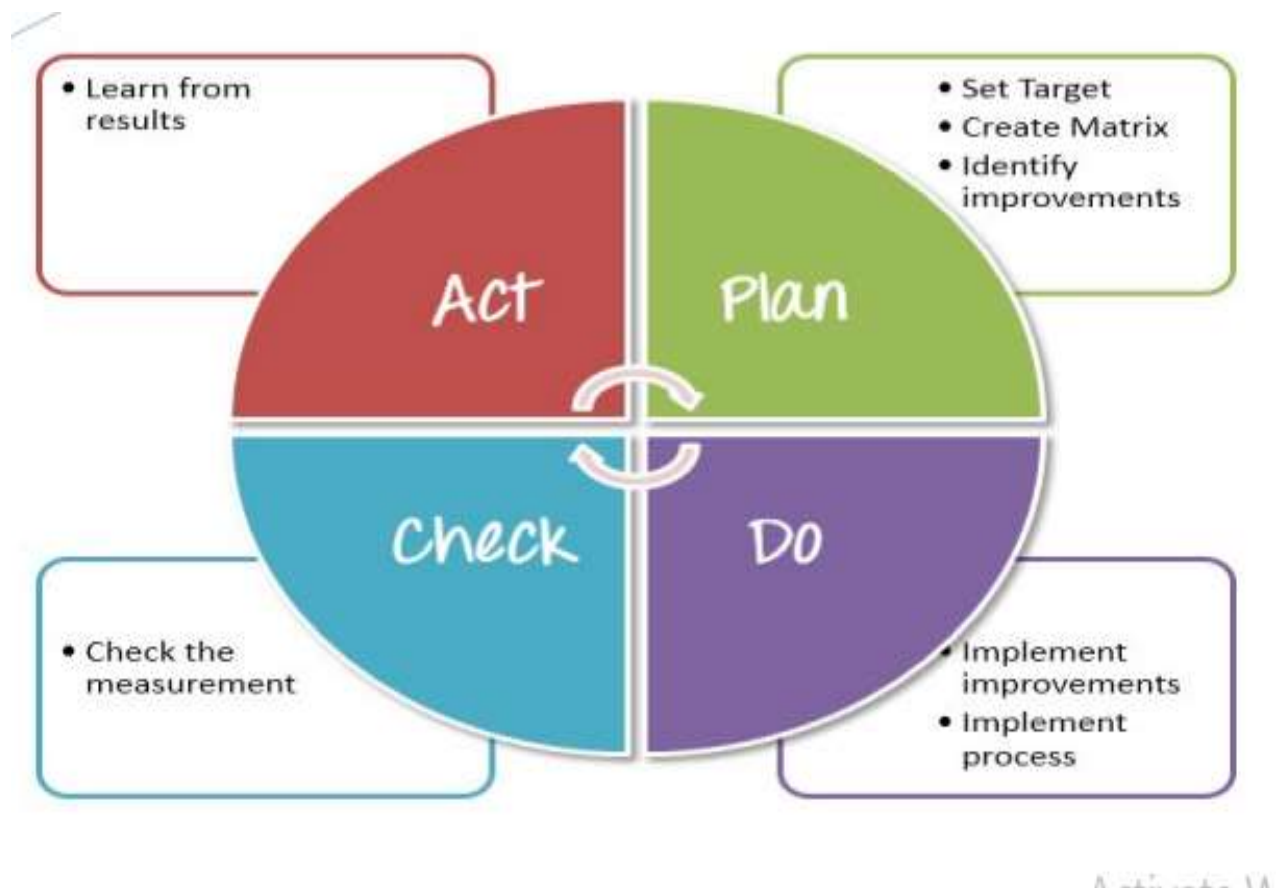 • Learn from
results
• Set Target
• Create Matrix
• Identify
improvements
Act
Plan
Check
Do
• Check the
measurement
• Implement
improvements
• Implement
process